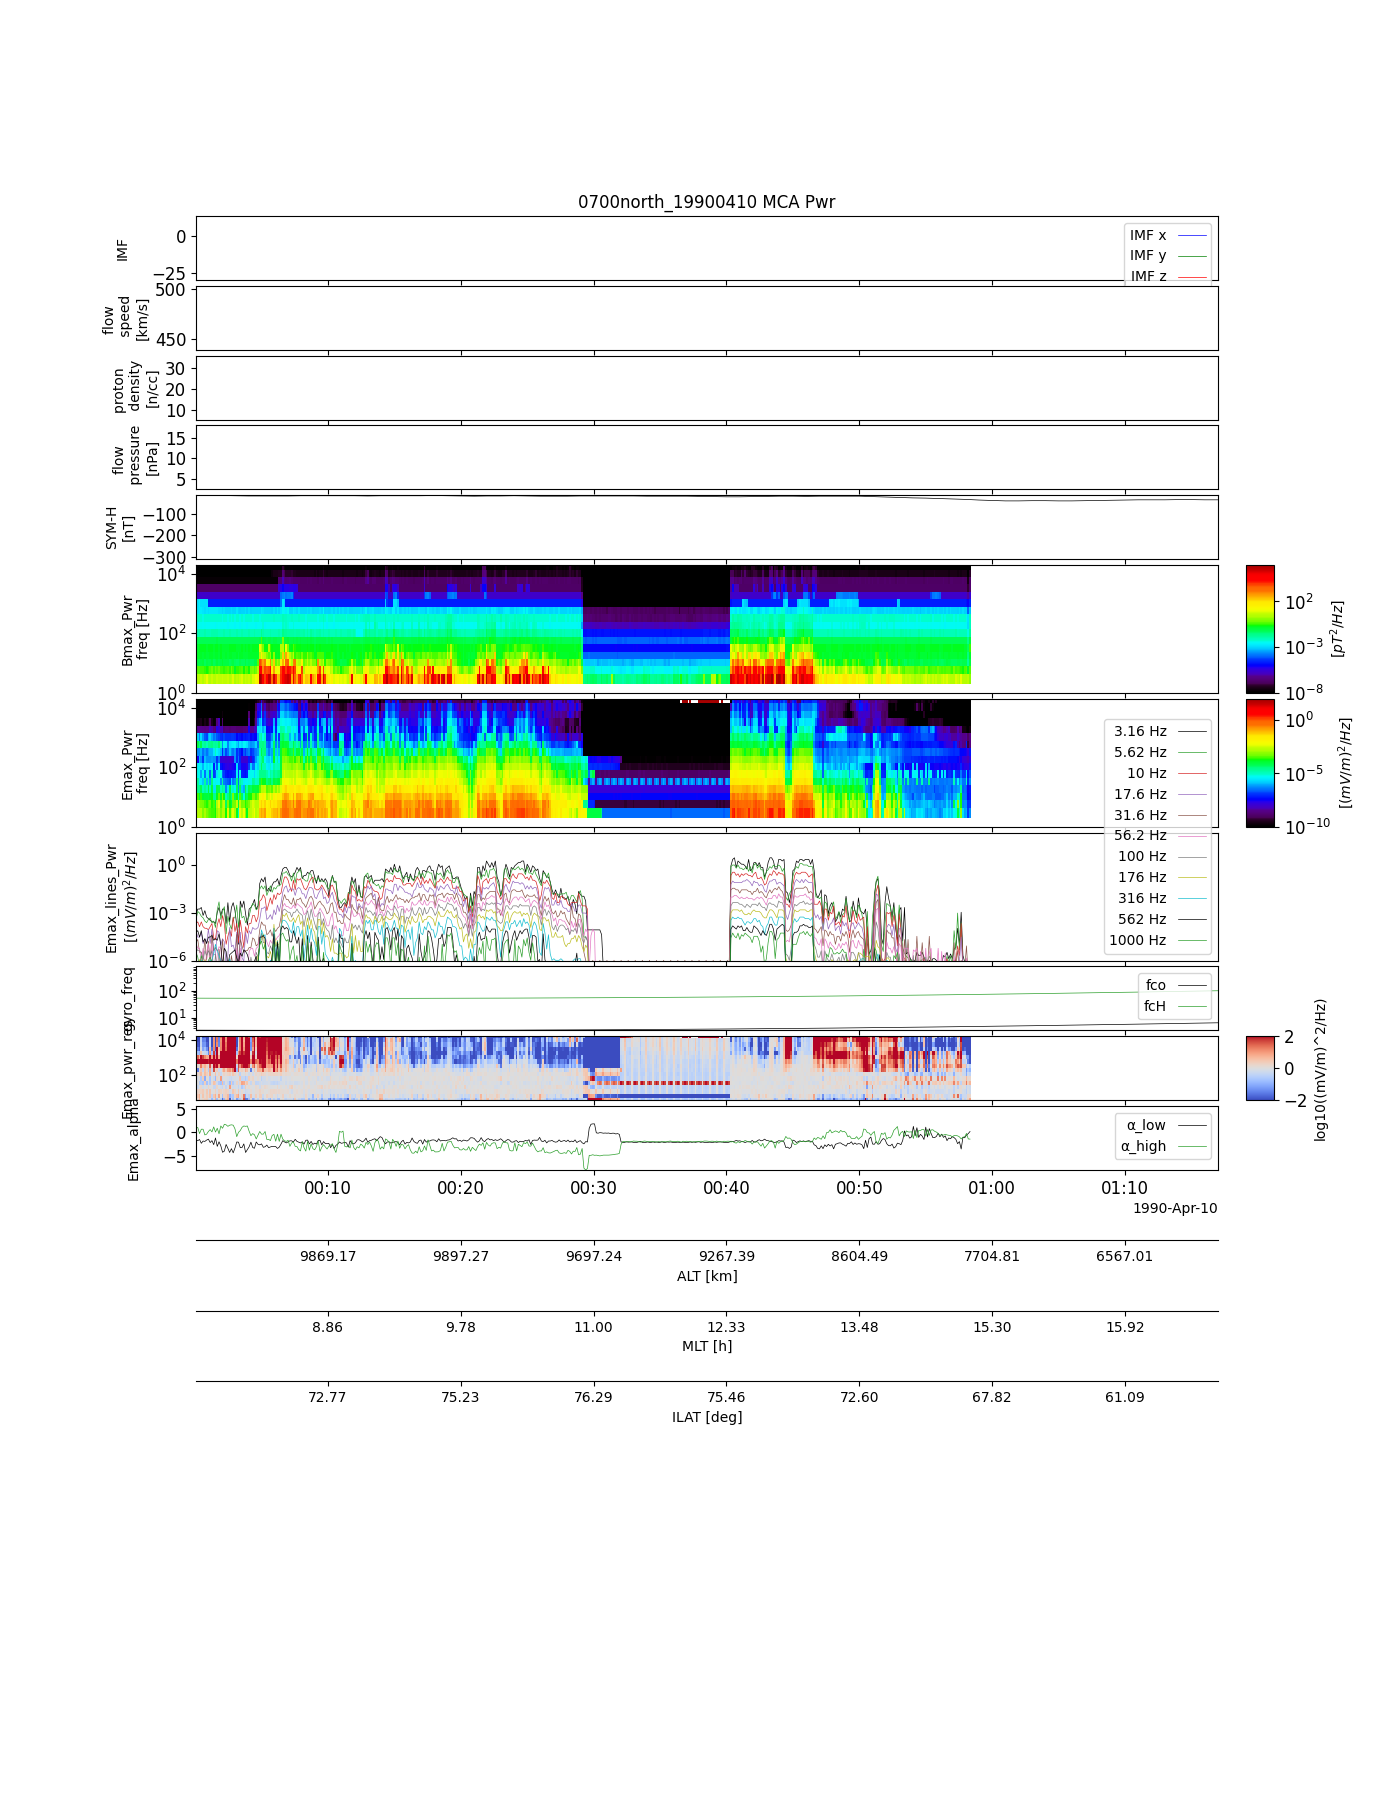 0700north_19900410 MCA Pwr
IMF
0
−25
IMF x
IMF y
IMF z
flow
speed
[km/s]
500
450
proton
density
[n/cc]
30
20
10
flow
pressure
[nPa]
15
10
5
SYM-H
[nT]
−100
−200
−300
Bmax_Pwr
freq [Hz]
10^4
10^2
10^0
10^2
10^-3
10^-8
[pT^2/Hz]
Emax_Pwr
freq [Hz]
10^4
10^2
10^0
10^0
10^-5
10^-10
[(mV/m)^2/Hz]
3.16 Hz
5.62 Hz
10 Hz
17.6 Hz
31.6 Hz
56.2 Hz
100 Hz
176 Hz
316 Hz
562 Hz
1000 Hz
Emax_lines_Pwr
[(mV/m)^2/Hz]
10^0
10^-3
10^-6
gyro_freq
10^2
10^1
fco
fcH
Emax_pwr_reg
10^4
10^2
2
0
−2
log10((mV/m)^2/Hz)
Emax_alpha
5
0
−5
α_low
α_high
00:10 00:20 00:30 00:40 00:50 01:00 01:10
1990-Apr-10
9869.17 9897.27 9697.24 9267.39 8604.49 7704.81 6567.01
ALT [km]
8.86 9.78 11.00 12.33 13.48 15.30 15.92
MLT [h]
72.77 75.23 76.29 75.46 72.60 67.82 61.09
ILAT [deg]